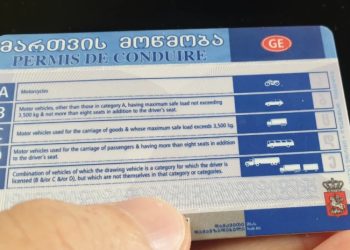 მართვის მოწმობა
GE
PERMIS DE CONDUIRE
A
Motorcycles
B
Motor vehicles, other than those in category A, having maximum safe load not exceeding
3,500 kg & not more than eight seats in addition to the driver's seat.
Motor vehicles used for the carriage of goods & whose maximum safe load exceeds 3,500 kg.
Motor vehicles used for the carriage of passengers & having more than eight seats in addition
to the driver's seat.
Combination of vehicles of which the drawing vehicle is a category for which the driver is
licensed (B &/or C &/or D), but which are not themselves in that category or categories.